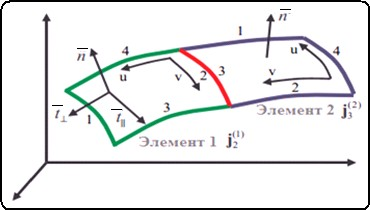 n̄
4
1
n̄
u
4
u
v
2
3
v
2
t̄⊥
1
t̄∥
3
Элемент 1 j₂⁽¹⁾
Элемент 2 j₃⁽²⁾